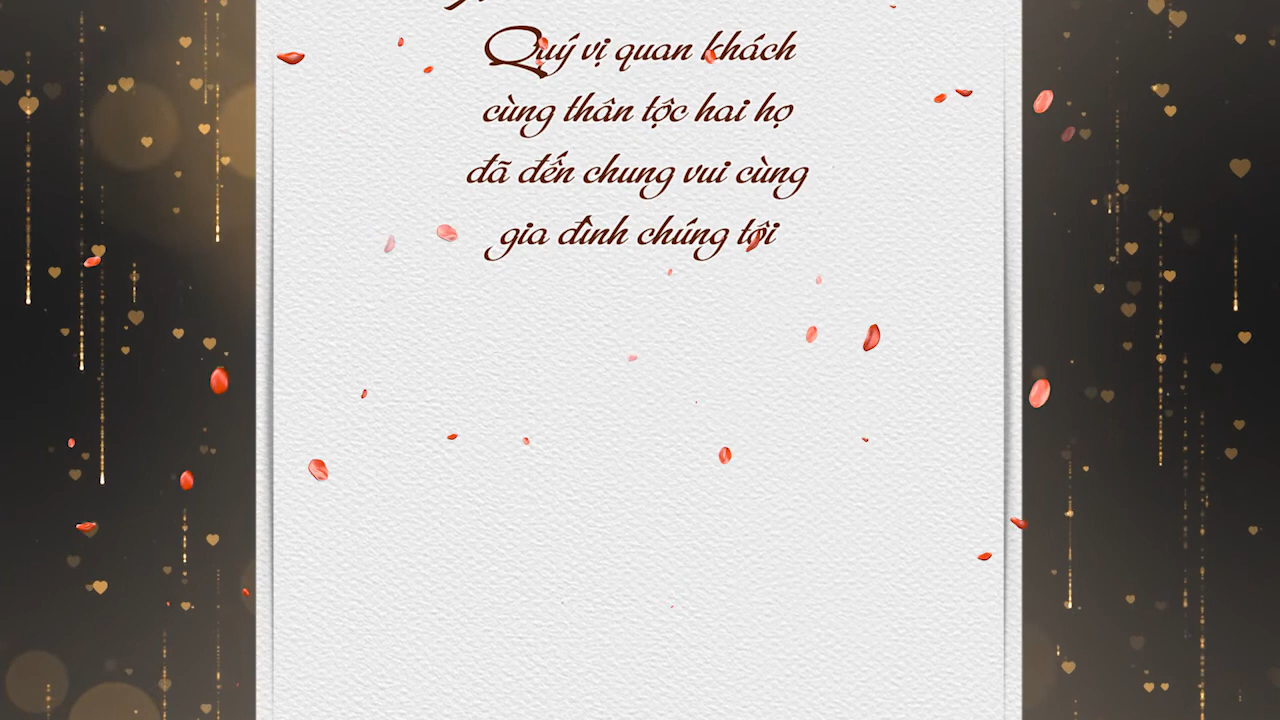 Quý vị quan khách
cùng thân tộc hai họ
đã đến chung vui cùng
gia đình chúng tôi